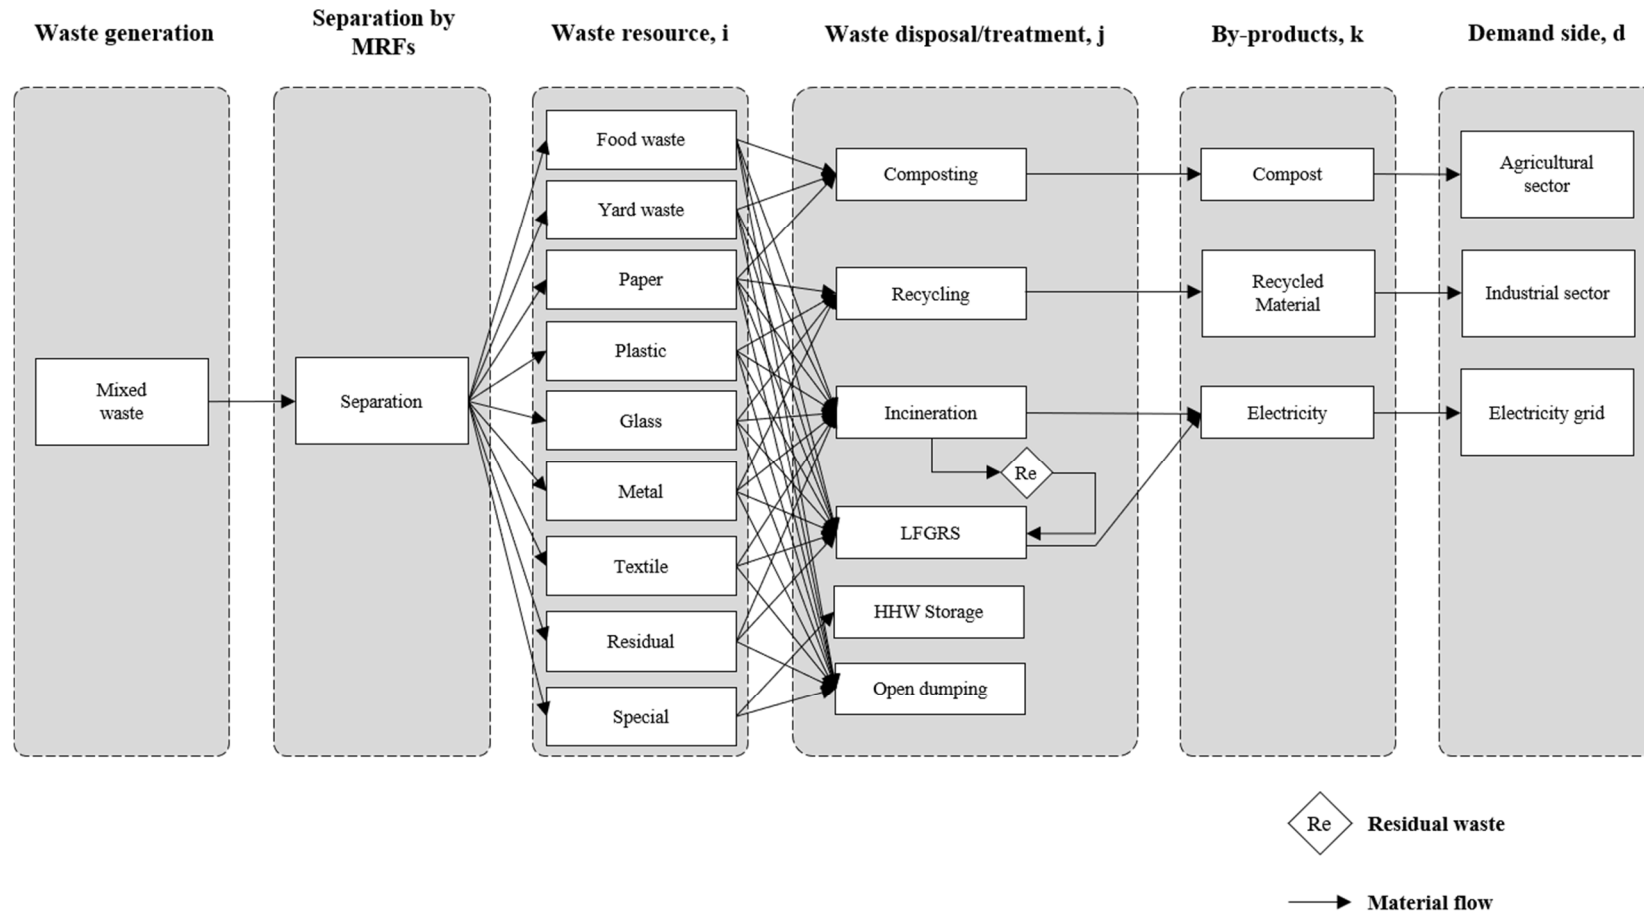 Waste generation
Separation by
MRFs
Waste resource, i
Waste disposal/treatment, j
By-products, k
Demand side, d
Mixed
waste
Separation
Food waste
Yard waste
Paper
Plastic
Glass
Metal
Textile
Residual
Special
Composting
Recycling
Incineration
Re
LFGRS
HHW Storage
Open dumping
Compost
Recycled
Material
Electricity
Agricultural
sector
Industrial sector
Electricity grid
Re
Residual waste
Material flow